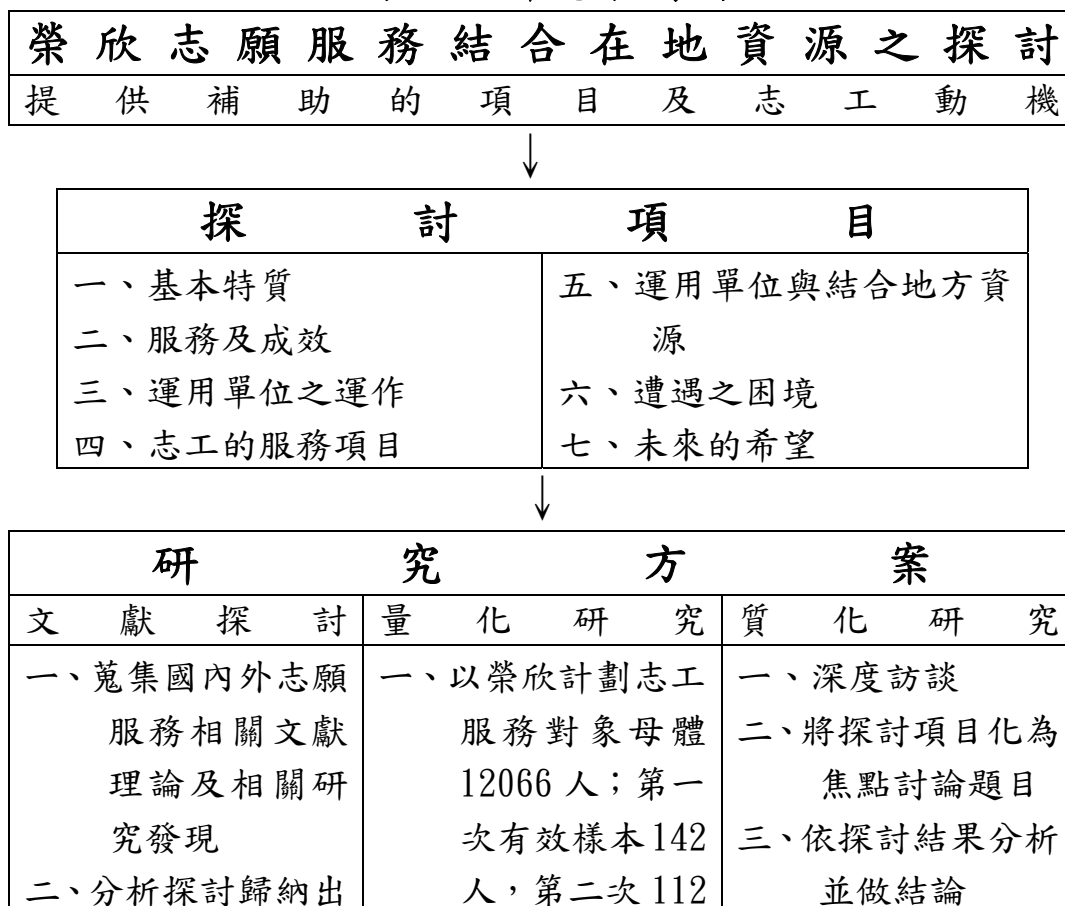 榮欣志願服務結合在地資源之探討
提供補助的項目及志工動機
↓
探討項目
一、基本特質
二、服務及成效
三、運用單位之運作
四、志工的服務項目
五、運用單位與結合地方資
源
六、遭遇之困境
七、未來的希望
↓
研究方案
文獻探討
一、蒐集國內外志願
服務相關文獻
理論及相關研
究發現
二、分析探討歸納出
量化研究
一、以榮欣計劃志工
服務對象母體
12066 人；第一
次有效樣本142
人，第二次 112
質化研究
一、深度訪談
二、將探討項目化為
焦點討論題目
三、依探討結果分析
並做結論